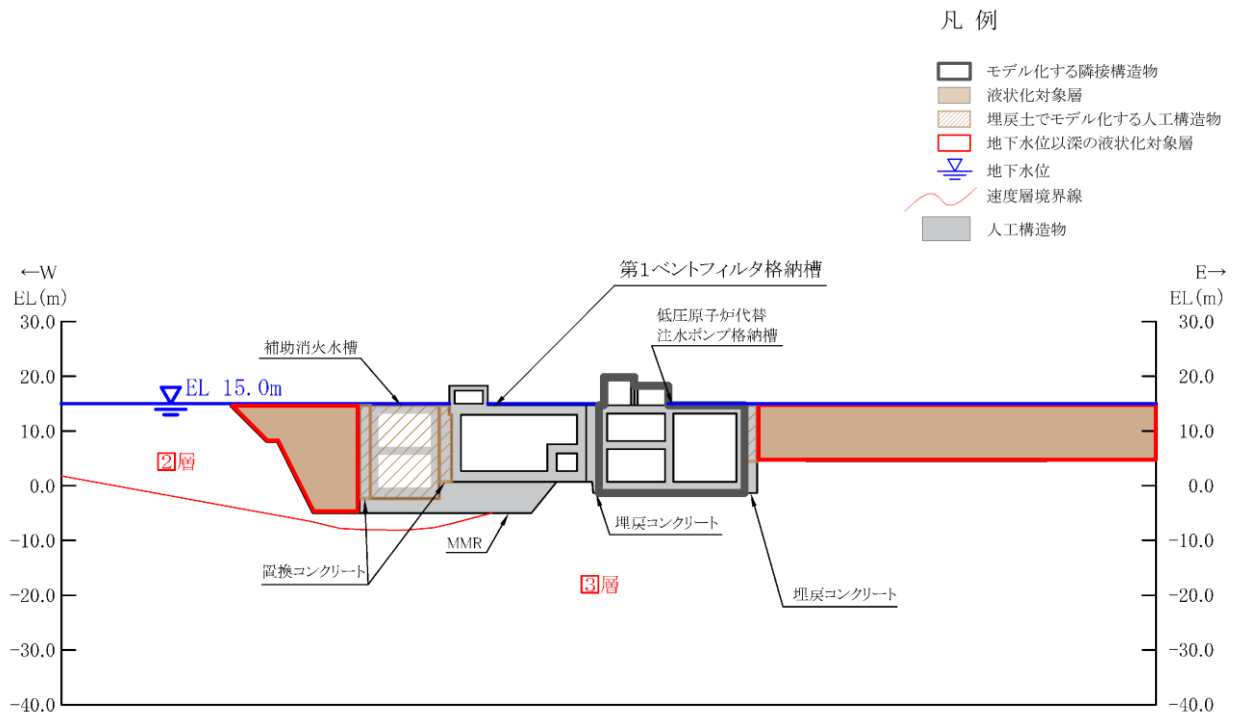 凡 例
モデル化する隣接構造物
液状化対象層
埋戻土でモデル化する人工構造物
地下水位以深の液状化対象層
地下水位
速度層境界線
人工構造物
←W
EL(m)
E→
EL(m)
第1ベントフィルタ格納槽
低圧原子炉代替
注水ポンプ格納槽
補助消火水槽
EL 15.0m
30.0
20.0
10.0
0.0
-10.0
-20.0
-30.0
-40.0
②層
③層
MMR
置換コンクリート
埋戻コンクリート
埋戻コンクリート
30.0
20.0
10.0
0.0
-10.0
-20.0
-30.0
-40.0